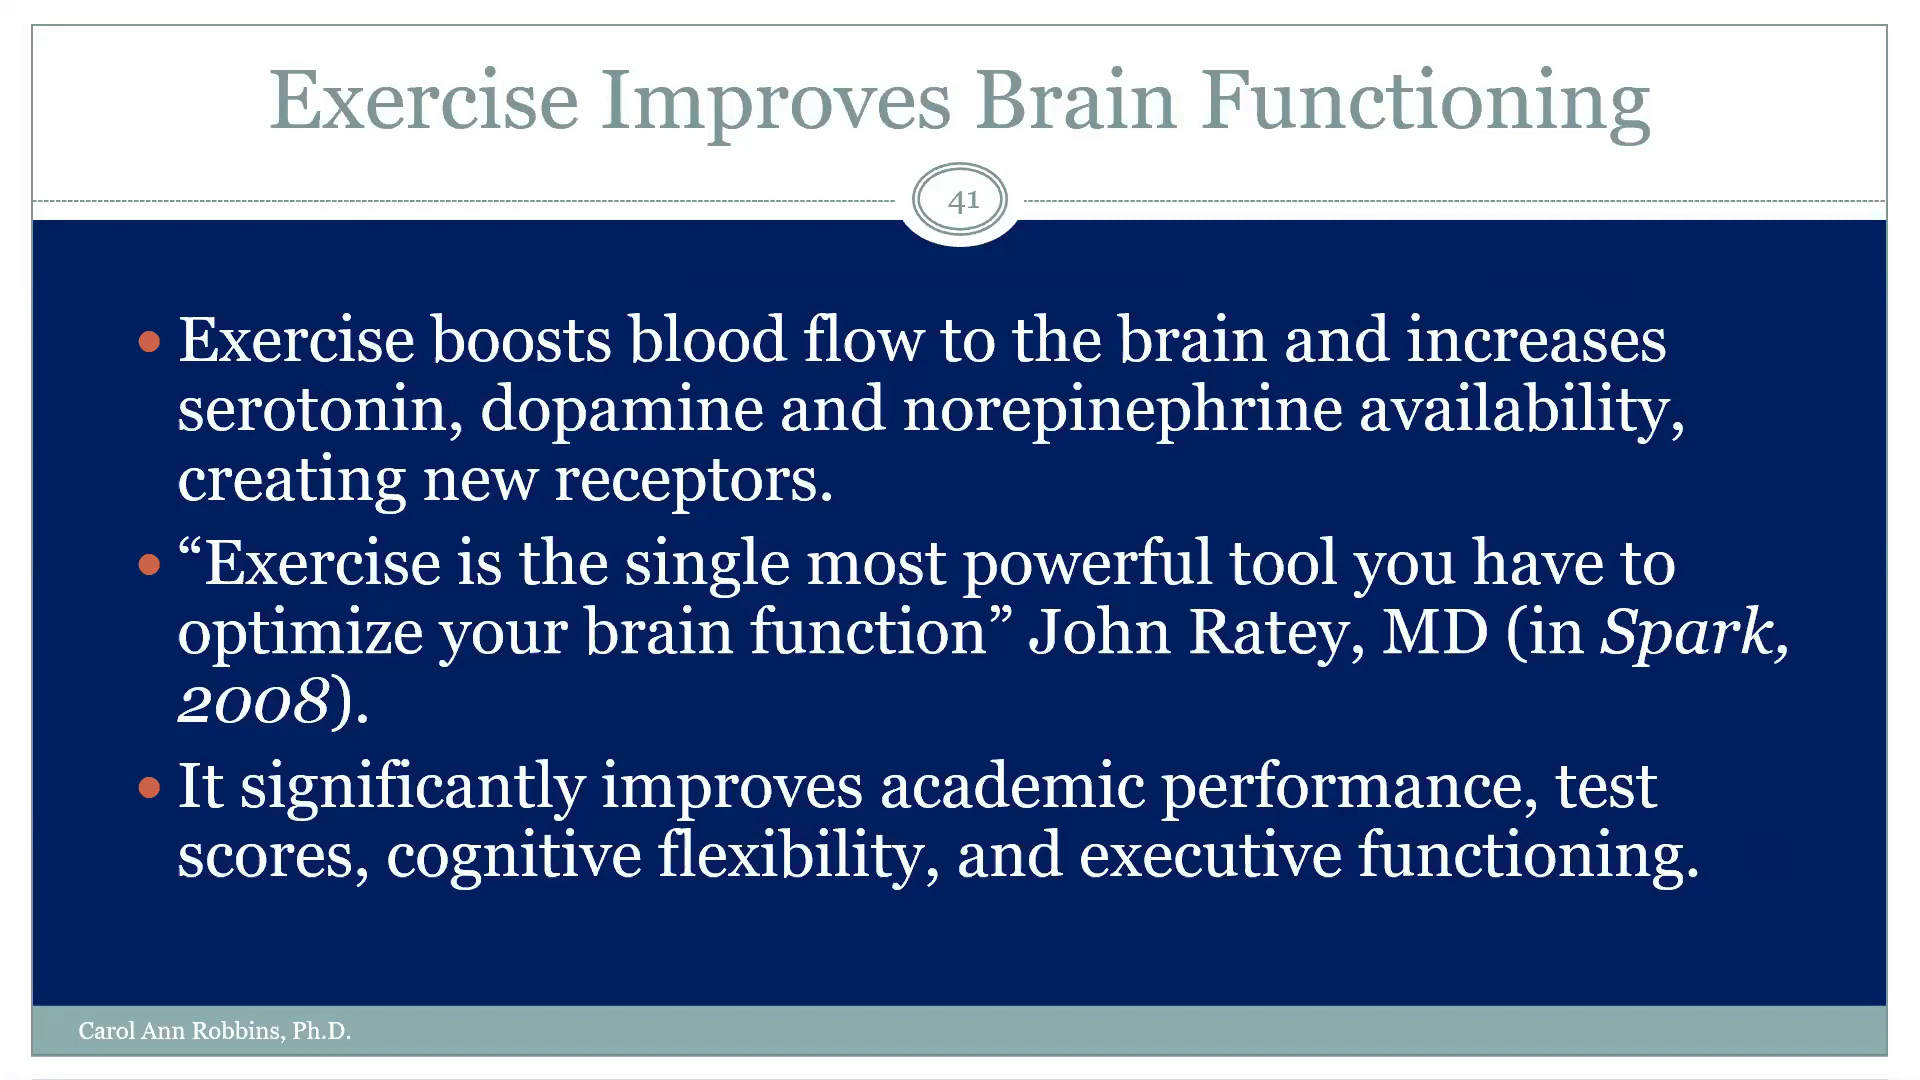 Exercise Improves Brain Functioning
41
• Exercise boosts blood flow to the brain and increases
serotonin, dopamine and norepinephrine availability,
creating new receptors.
• “Exercise is the single most powerful tool you have to
optimize your brain function” John Ratey, MD (in Spark,
2008).
• It significantly improves academic performance, test
scores, cognitive flexibility, and executive functioning.
Carol Ann Robbins, Ph.D.